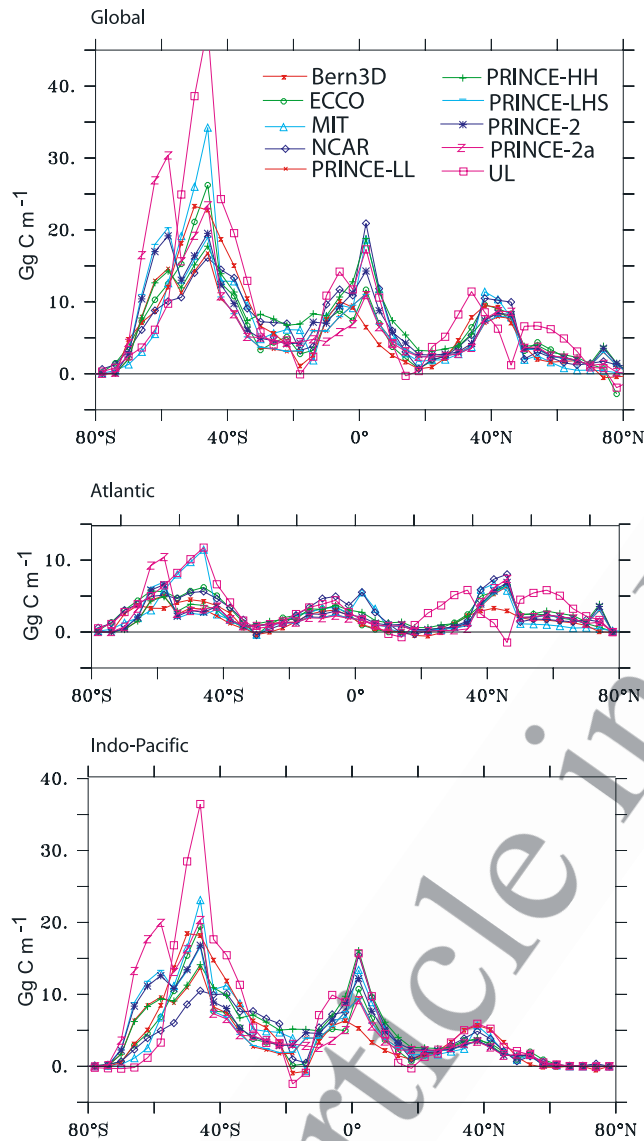 Global
40.
30.
20.
10.
0.
Gg C m -1
Bern3D
ECCO
MIT
NCAR
PRINCE-LL
PRINCE-HH
PRINCE-LHS
PRINCE-2
PRINCE-2a
UL
80°S 40°S 0° 40°N 80°N
Atlantic
10.
0.
Gg C m -1
80°S 40°S 0° 40°N 80°N
Indo-Pacific
40.
30.
20.
10.
0.
Gg C m -1
80°S 40°S 0° 40°N 80°N
rticle in